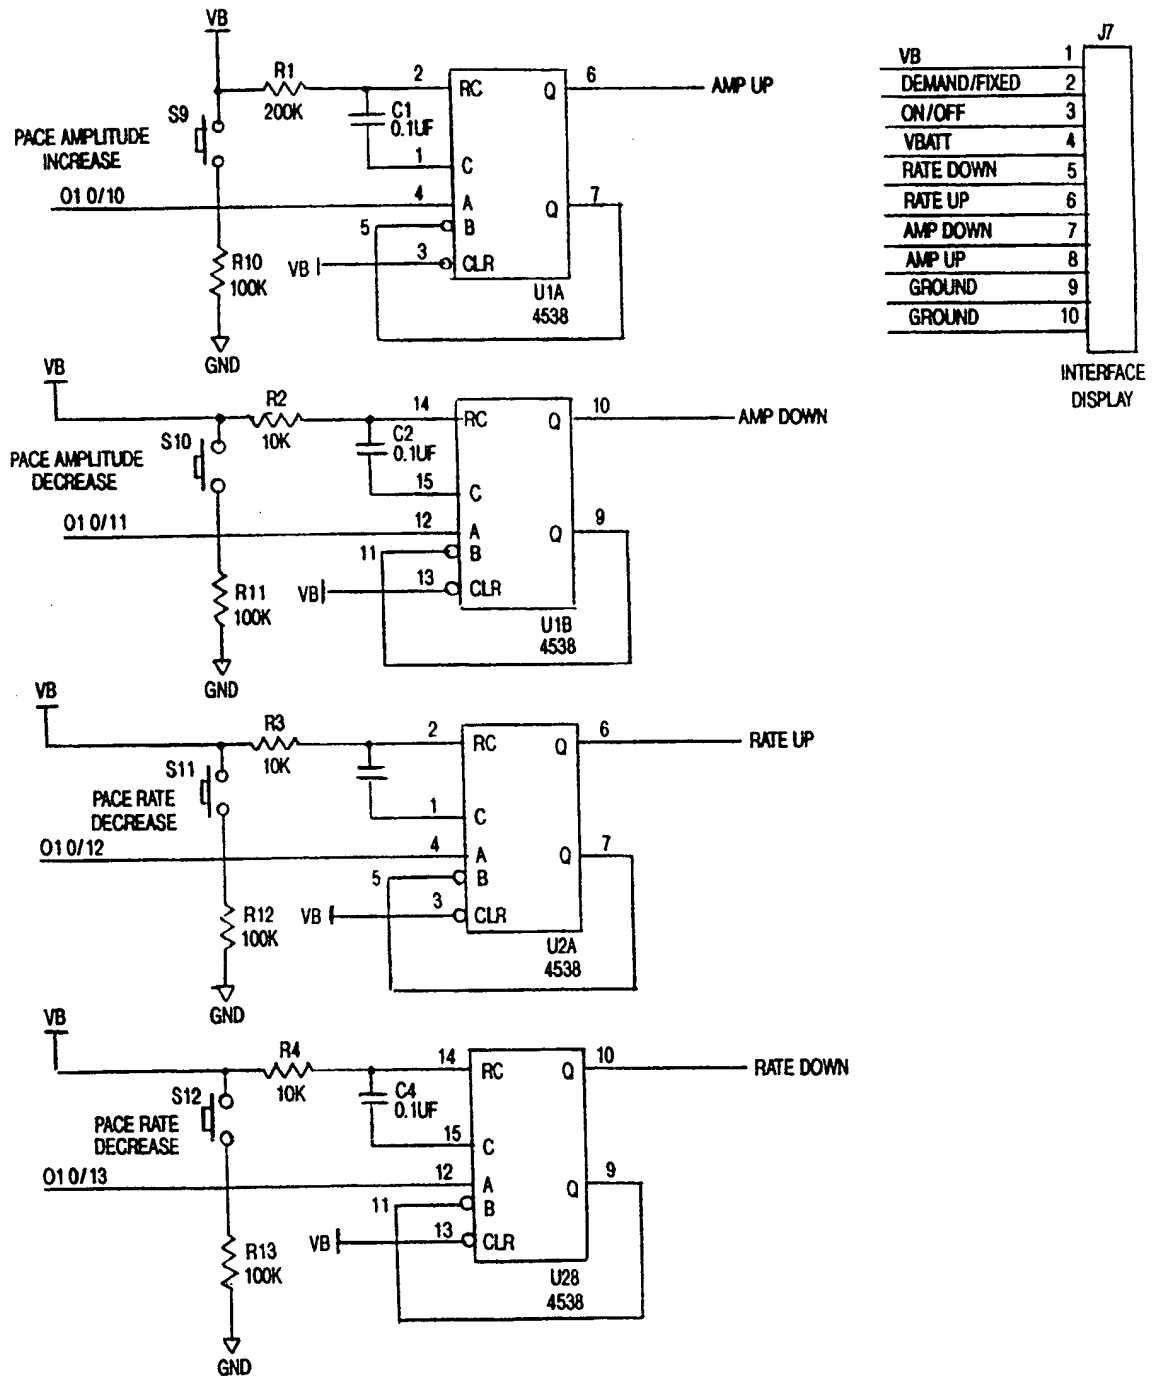 VB
R1
200K
S9
PACE AMPLITUDE
INCREASE
O1 0/10
R10
100K
GND
C1
0.1UF
2
1
4
5
3
VB
RC
C
A
B
CLR
Q
Q
6
7
AMP UP
U1A
4538
VB
R2
10K
S10
PACE AMPLITUDE
DECREASE
O1 0/11
R11
100K
GND
C2
0.1UF
14
15
12
11
13
VB
RC
C
A
B
CLR
Q
Q
10
9
AMP DOWN
U1B
4538
VB
R3
10K
S11
PACE RATE
DECREASE
O1 0/12
R12
100K
GND
2
1
4
5
3
VB
RC
C
A
B
CLR
Q
Q
6
7
RATE UP
U2A
4538
VB
R4
10K
S12
PACE RATE
DECREASE
O1 0/13
R13
100K
GND
C4
0.1UF
14
15
12
11
13
VB
RC
C
A
B
CLR
Q
Q
10
9
RATE DOWN
U28
4538
J7
VB 1
DEMAND/FIXED 2
ON/OFF 3
VBATT 4
RATE DOWN 5
RATE UP 6
AMP DOWN 7
AMP UP 8
GROUND 9
GROUND 10
INTERFACE
DISPLAY